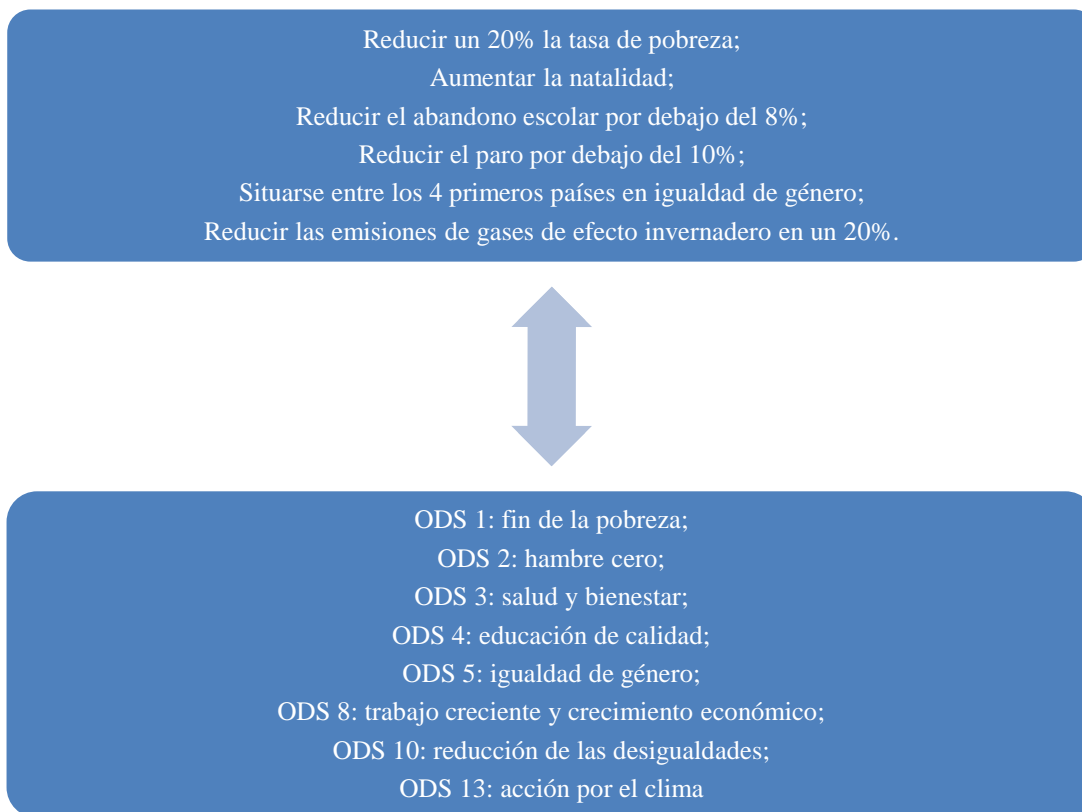 Reducir un 20% la tasa de pobreza;
Aumentar la natalidad;
Reducir el abandono escolar por debajo del 8%;
Reducir el paro por debajo del 10%;
Situarse entre los 4 primeros países en igualdad de género;
Reducir las emisiones de gases de efecto invernadero en un 20%.
ODS 1: fin de la pobreza;
ODS 2: hambre cero;
ODS 3: salud y bienestar;
ODS 4: educación de calidad;
ODS 5: igualdad de género;
ODS 8: trabajo creciente y crecimiento económico;
ODS 10: reducción de las desigualdades;
ODS 13: acción por el clima